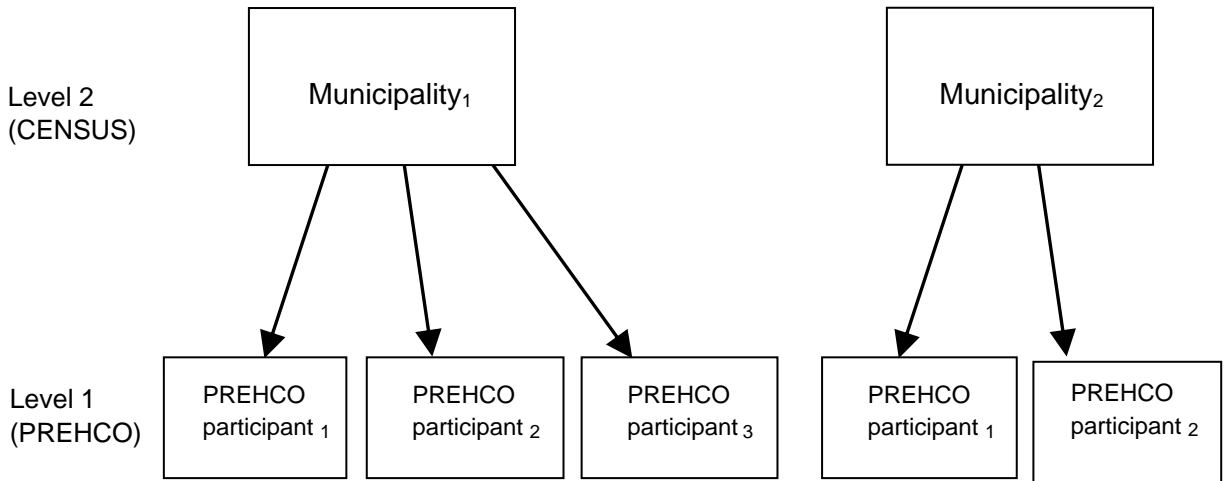 Level 2
(CENSUS)
Municipality₁
Municipality₂
Level 1
(PREHCO)
PREHCO
participant ₁
PREHCO
participant ₂
PREHCO
participant ₃
PREHCO
participant ₁
PREHCO
participant ₂